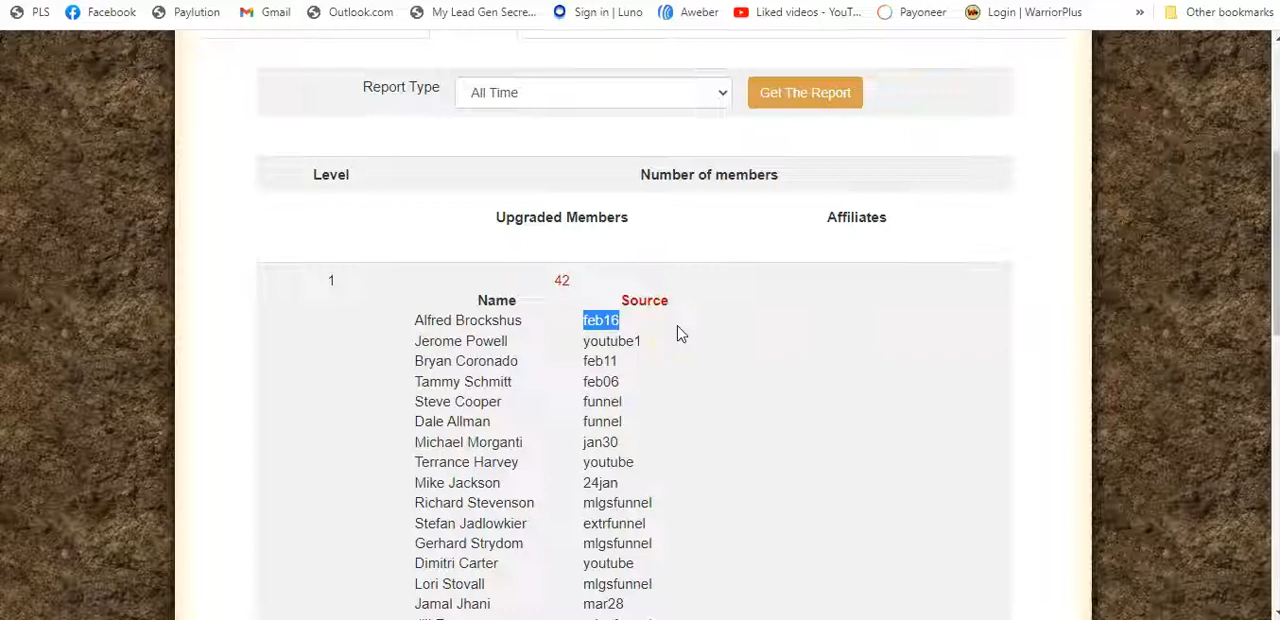 PLS Paylution Facebook Gmail Outlook.com My Lead Gen Secre... Sign in | Luno Aweber Liked videos - YouT... Payoneer Login | WarriorPlus » Other bookmarks
Report Type All Time Get The Report
Level Number of members
Upgraded Members Affiliates
1 42
Name Source
Alfred Brockshus feb16
Jerome Powell youtube1
Bryan Coronado feb11
Tammy Schmitt feb06
Steve Cooper funnel
Dale Allman funnel
Michael Morganti jan30
Terrance Harvey youtube
Mike Jackson 24jan
Richard Stevenson mlgsfunnel
Stefan Jadlowkier extrfunnel
Gerhard Strydom mlgsfunnel
Dimitri Carter youtube
Lori Stovall mlgsfunnel
Jamal Jhani mar28